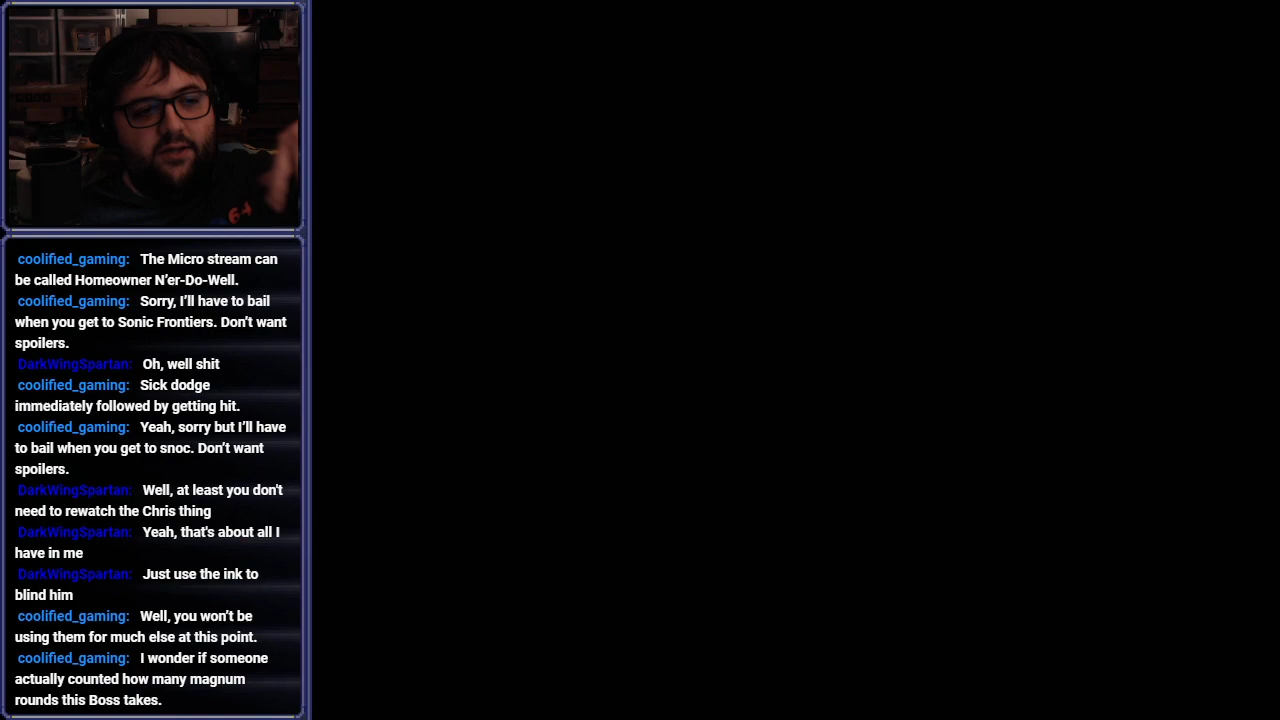 64
coolified_gaming: The Micro stream can
be called Homeowner N'er-Do-Well.
coolified_gaming: Sorry, I'll have to bail
when you get to Sonic Frontiers. Don't want
spoilers.
DarkWingSpartan: Oh, well shit
coolified_gaming: Sick dodge
immediately followed by getting hit.
coolified_gaming: Yeah, sorry but I'll have
to bail when you get to snoc. Don't want
spoilers.
DarkWingSpartan: Well, at least you don't
need to rewatch the Chris thing
DarkWingSpartan: Yeah, that's about all I
have in me
DarkWingSpartan: Just use the ink to
blind him
coolified_gaming: Well, you won't be
using them for much else at this point.
coolified_gaming: I wonder if someone
actually counted how many magnum
rounds this Boss takes.